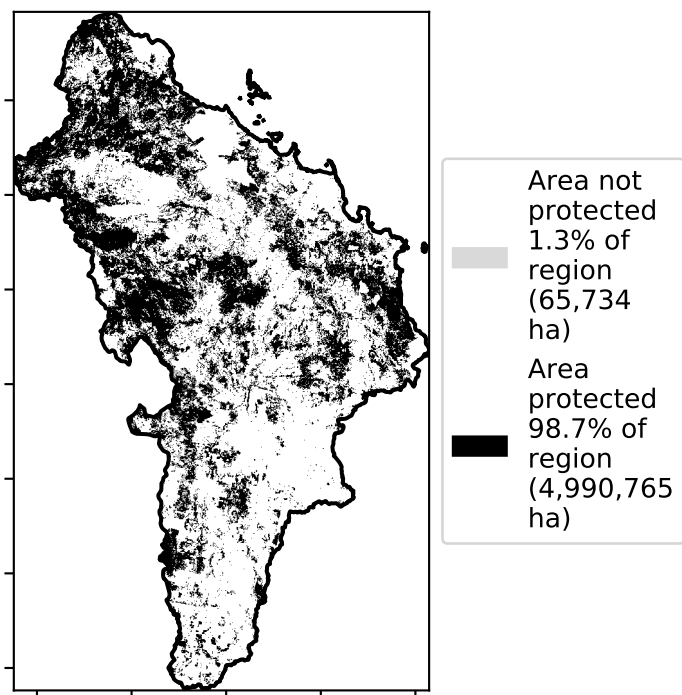 Area not
protected
1.3% of
region
(65,734
ha)
Area
protected
98.7% of
region
(4,990,765
ha)